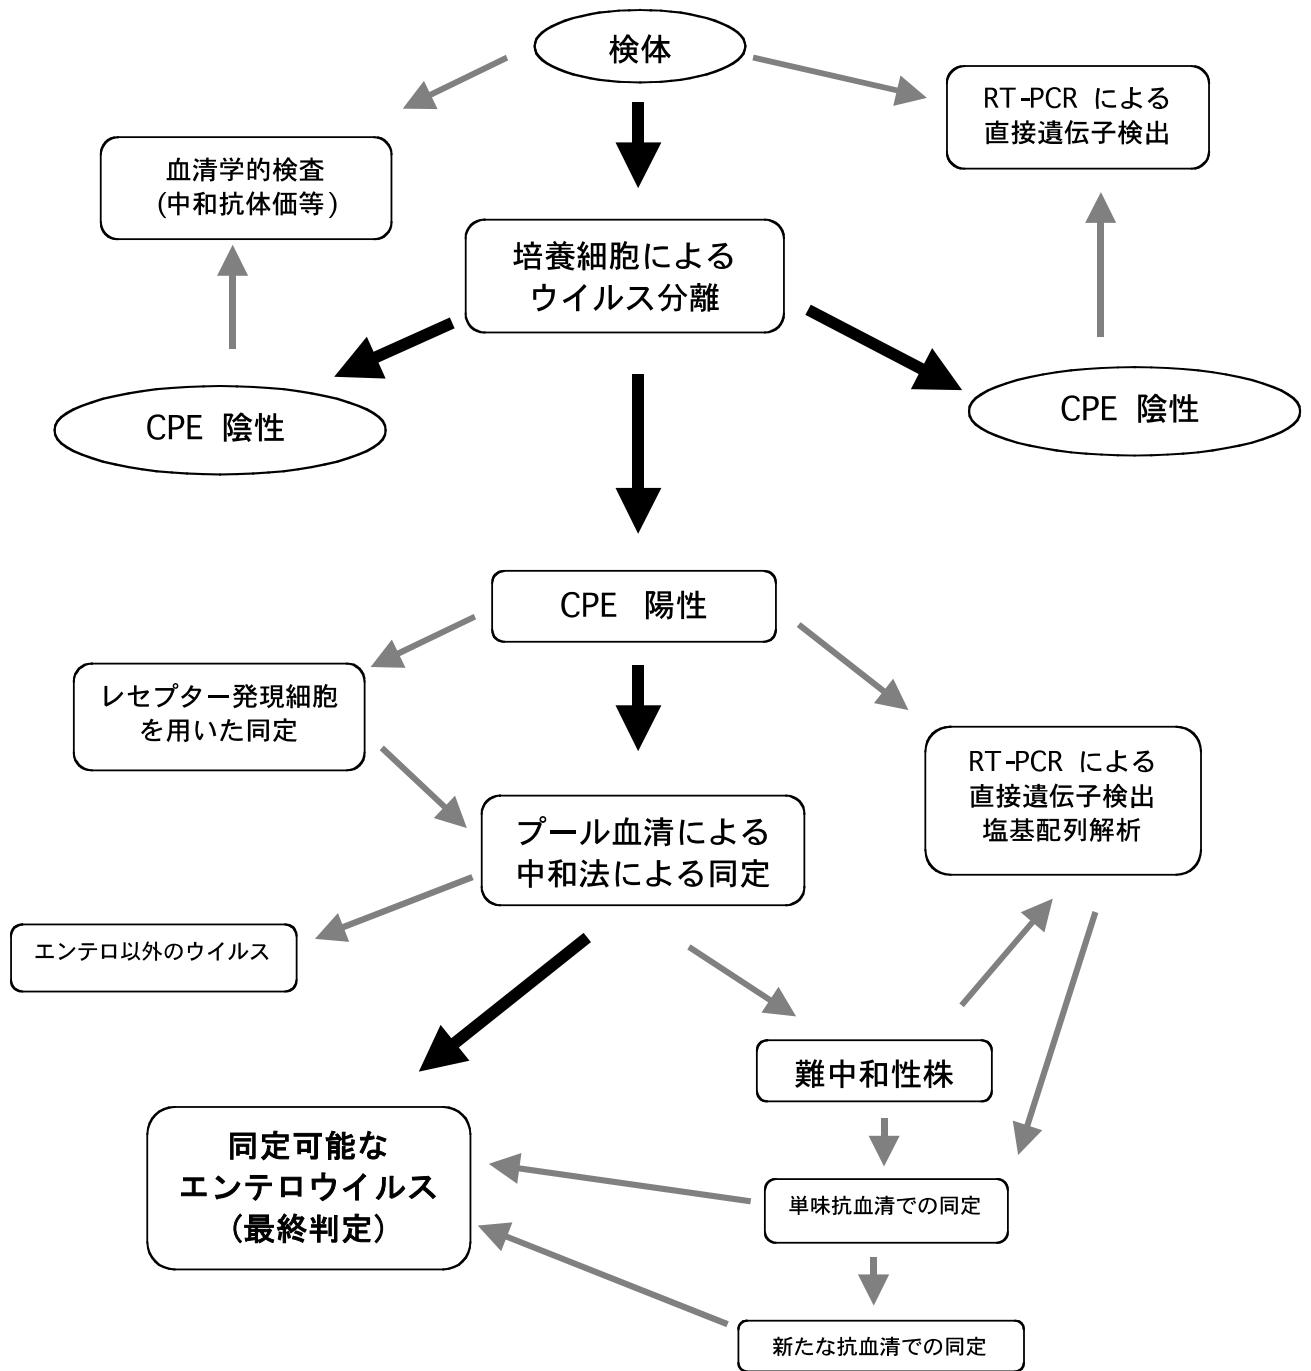 検体
RT-PCR による
直接遺伝子検出
血清学的検査
(中和抗体価等)
培養細胞による
ウイルス分離
CPE 陰性
CPE 陰性
CPE 陽性
レセプター発現細胞
を用いた同定
RT-PCR による
直接遺伝子検出
塩基配列解析
プール血清による
中和法による同定
エンテロ以外のウイルス
難中和性株
同定可能な
エンテロウイルス
(最終判定)
単味抗血清での同定
新たな抗血清での同定